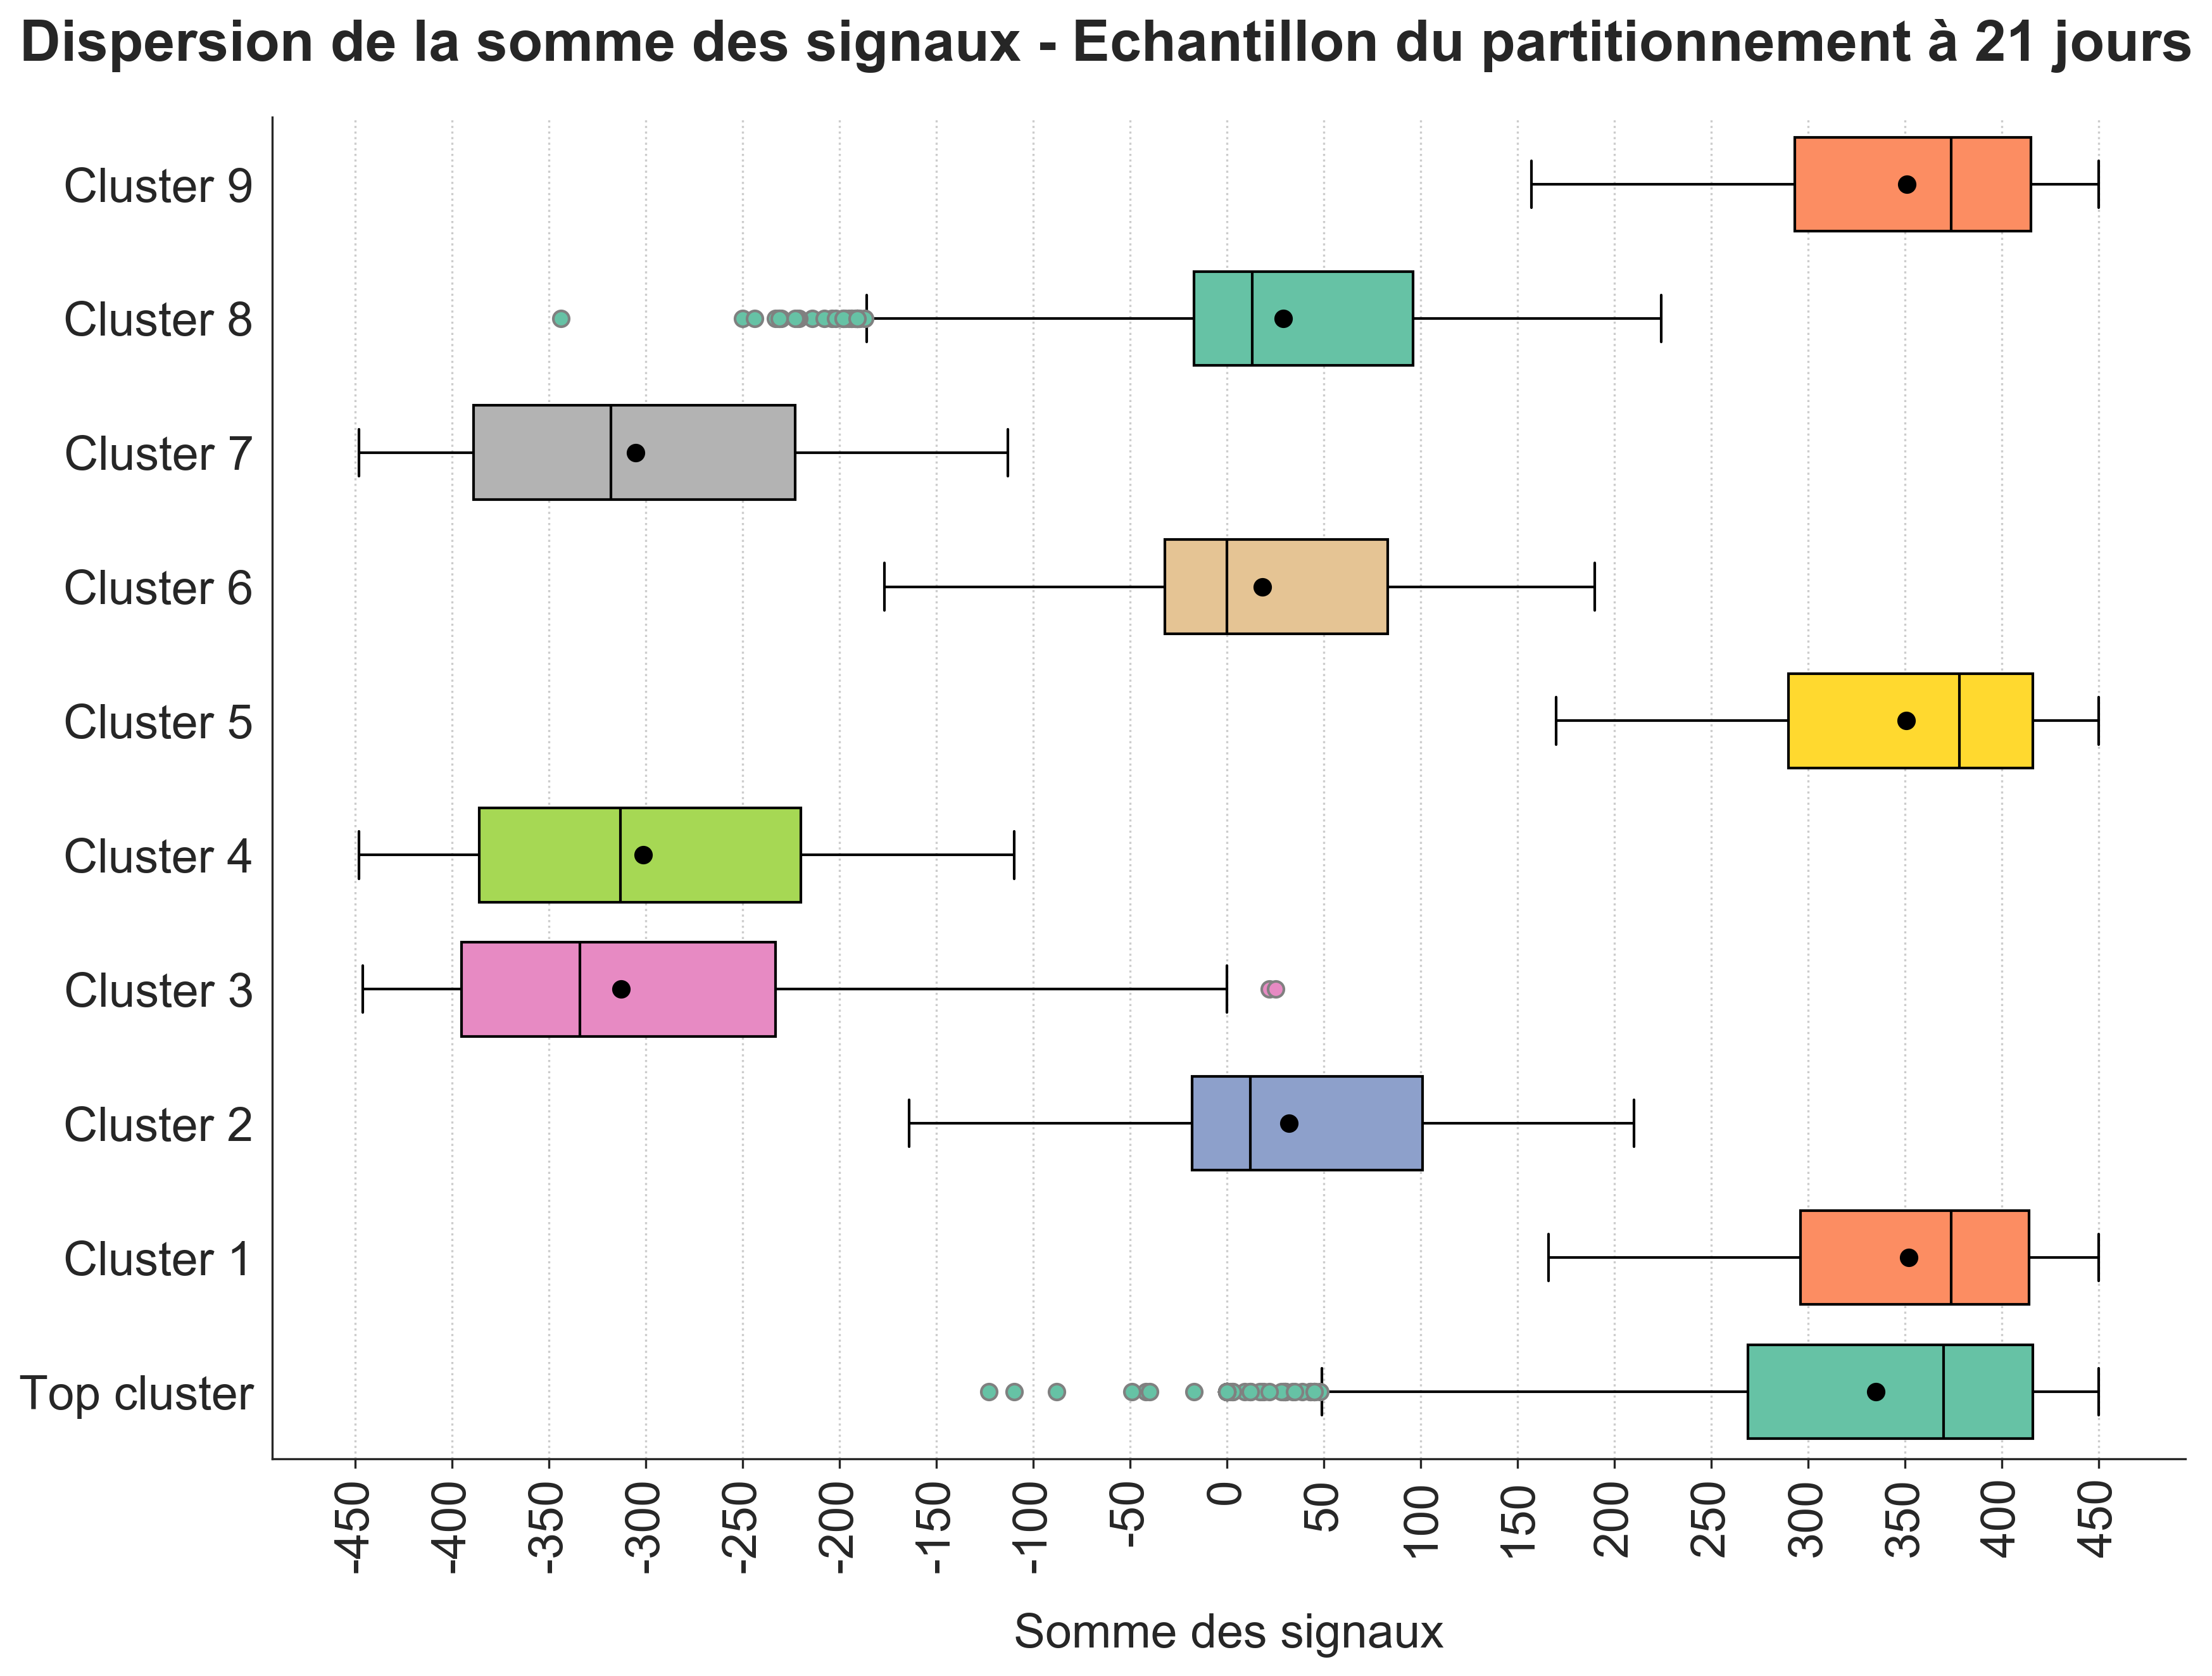 Dispersion de la somme des signaux - Echantillon du partitionnement à 21 jours
Cluster 9
Cluster 8
Cluster 7
Cluster 6
Cluster 5
Cluster 4
Cluster 3
Cluster 2
Cluster 1
Top cluster
-450 -400 -350 -300 -250 -200 -150 -100 -50 0 50 100 150 200 250 300 350 400 450
Somme des signaux